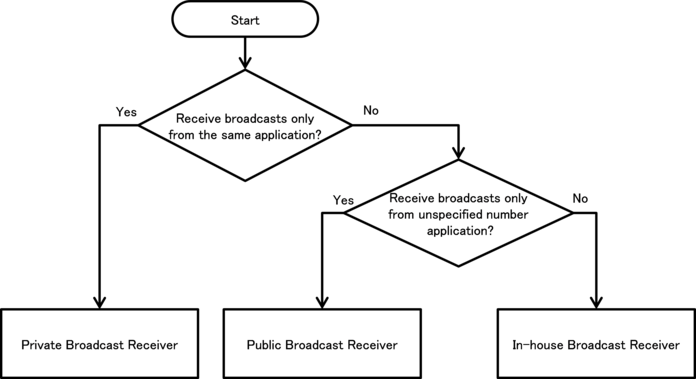 Start
Yes
Receive broadcasts only
from the same application?
No
Yes
Receive broadcasts only
from unspecified number
application?
No
Private Broadcast Receiver
Public Broadcast Receiver
In-house Broadcast Receiver